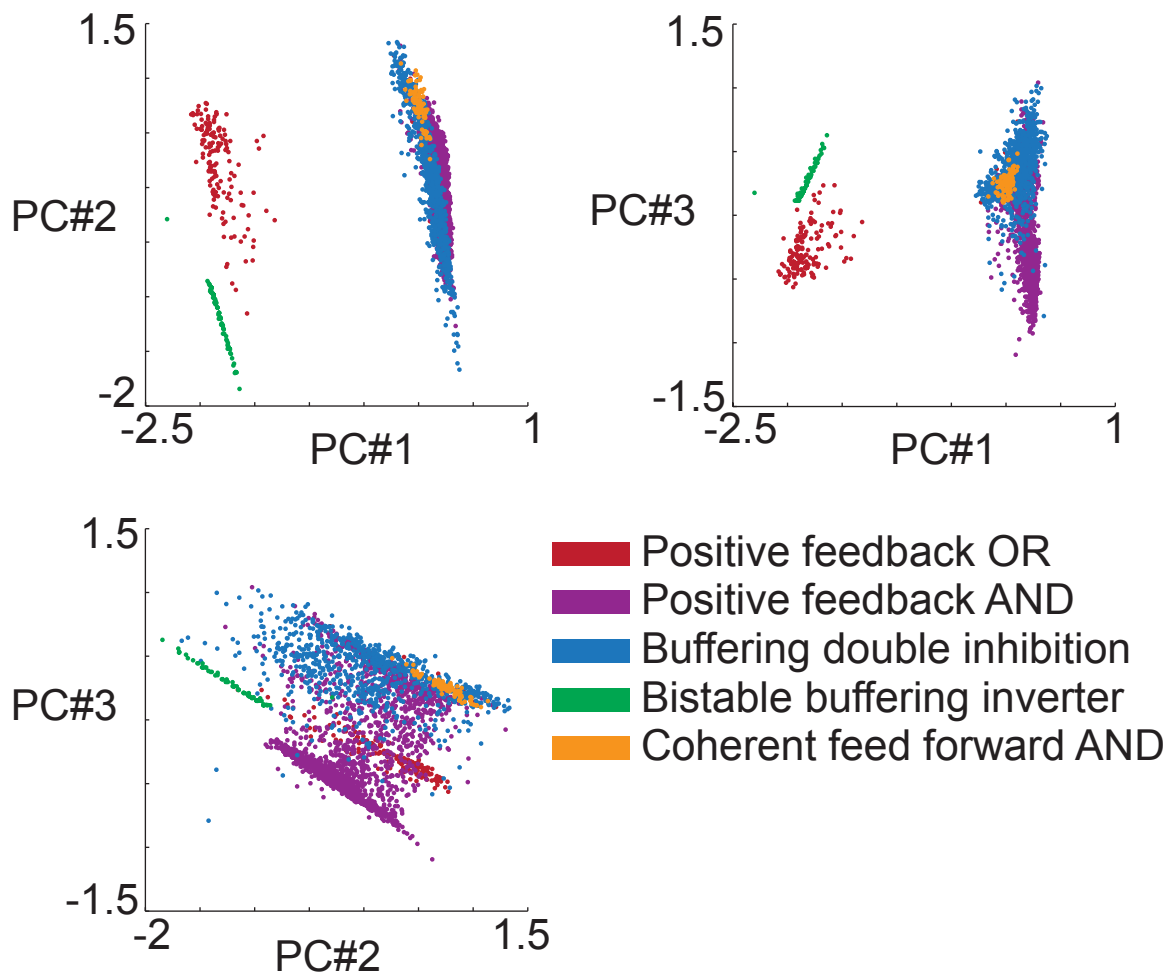 1.5
PC#2
-2
-2.5
1
PC#1
1.5
PC#3
-1.5
-2.5
1
PC#1
1.5
PC#3
-1.5
-2
1.5
PC#2
Positive feedback OR
Positive feedback AND
Buffering double inhibition
Bistable buffering inverter
Coherent feed forward AND